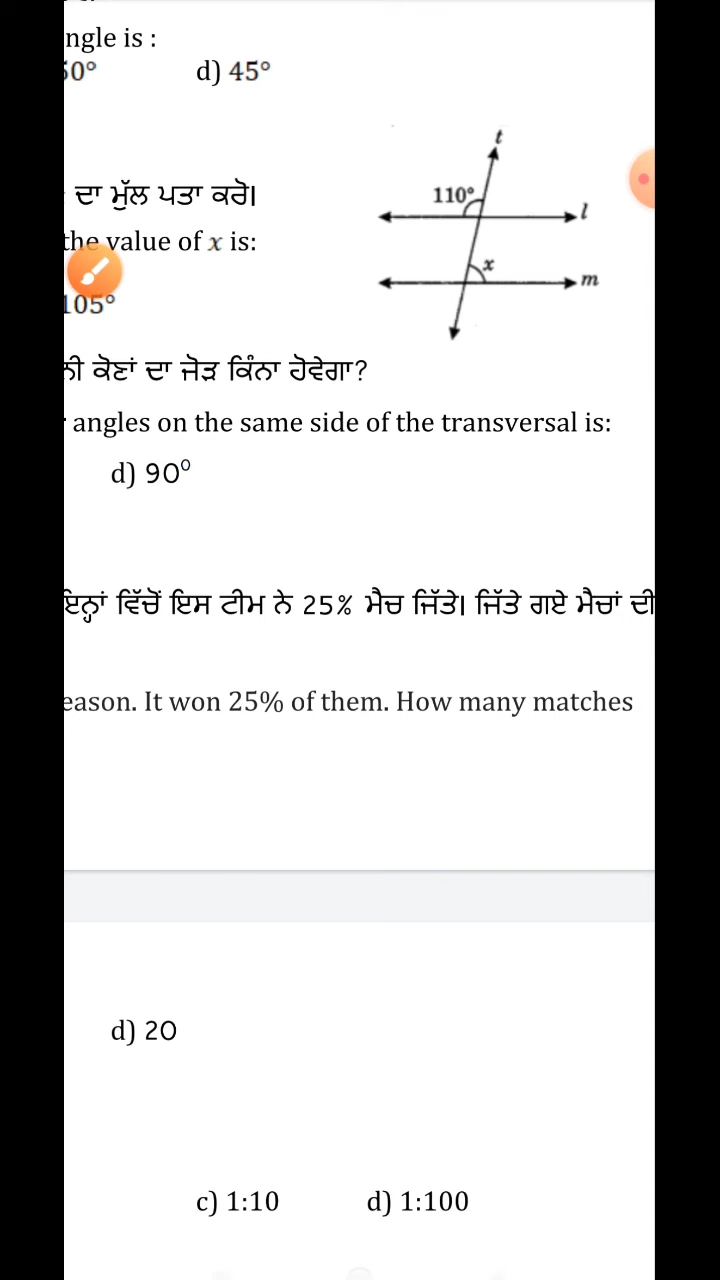 ngle is :
50° d) 45°
t
110°
ਦਾ ਮੁੱਲ ਪਤਾ ਕਰੋ।
l
the value of x is:
x
m
105°
ਨੀ ਕੋਣਾਂ ਦਾ ਜੋੜ ਕਿੰਨਾ ਹੋਵੇਗਾ?
angles on the same side of the transversal is:
d) 90⁰
ਇਨ੍ਹਾਂ ਵਿੱਚੋਂ ਇਸ ਟੀਮ ਨੇ 25% ਮੈਚ ਜਿੱਤੇ। ਜਿੱਤੇ ਗਏ ਮੈਚਾਂ ਦੀ
eason. It won 25% of them. How many matches
d) 20
c) 1:10 d) 1:100